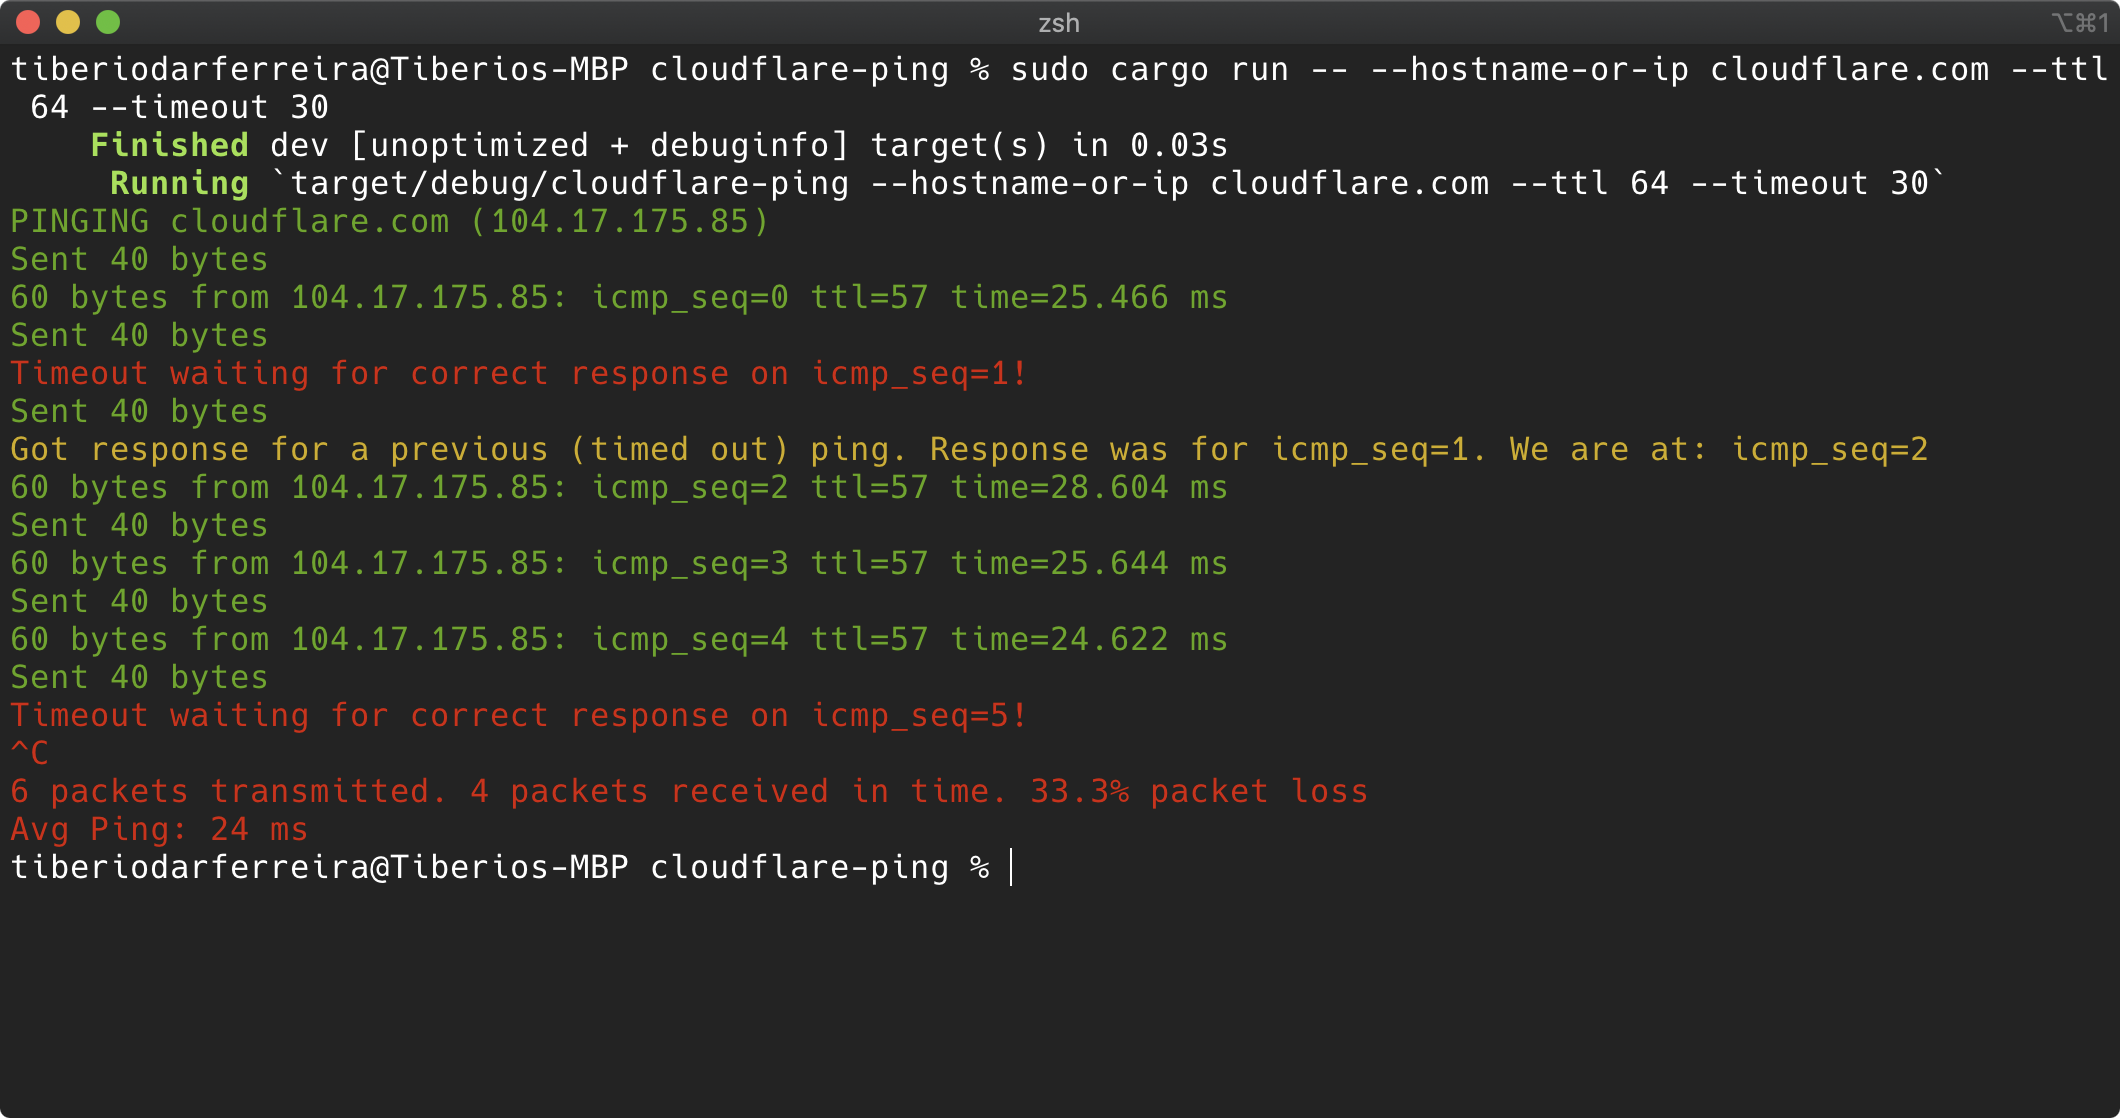 zsh
⌥⌘1
tiberiodarferreira@Tiberios-MBP cloudflare-ping % sudo cargo run -- --hostname-or-ip cloudflare.com --ttl
 64 --timeout 30
    Finished dev [unoptimized + debuginfo] target(s) in 0.03s
     Running `target/debug/cloudflare-ping --hostname-or-ip cloudflare.com --ttl 64 --timeout 30`
PINGING cloudflare.com (104.17.175.85)
Sent 40 bytes
60 bytes from 104.17.175.85: icmp_seq=0 ttl=57 time=25.466 ms
Sent 40 bytes
Timeout waiting for correct response on icmp_seq=1!
Sent 40 bytes
Got response for a previous (timed out) ping. Response was for icmp_seq=1. We are at: icmp_seq=2
60 bytes from 104.17.175.85: icmp_seq=2 ttl=57 time=28.604 ms
Sent 40 bytes
60 bytes from 104.17.175.85: icmp_seq=3 ttl=57 time=25.644 ms
Sent 40 bytes
60 bytes from 104.17.175.85: icmp_seq=4 ttl=57 time=24.622 ms
Sent 40 bytes
Timeout waiting for correct response on icmp_seq=5!
^C
6 packets transmitted. 4 packets received in time. 33.3% packet loss
Avg Ping: 24 ms
tiberiodarferreira@Tiberios-MBP cloudflare-ping %